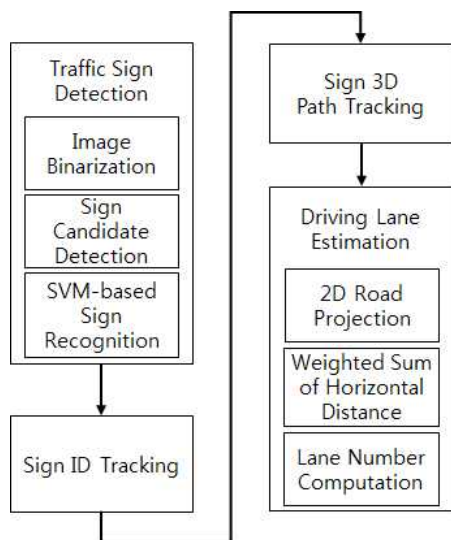 Traffic Sign
Detection
Image
Binarization
Sign
Candidate
Detection
SVM-based
Sign
Recognition
Sign ID Tracking
Sign 3D
Path Tracking
Driving Lane
Estimation
2D Road
Projection
Weighted Sum
of Horizontal
Distance
Lane Number
Computation